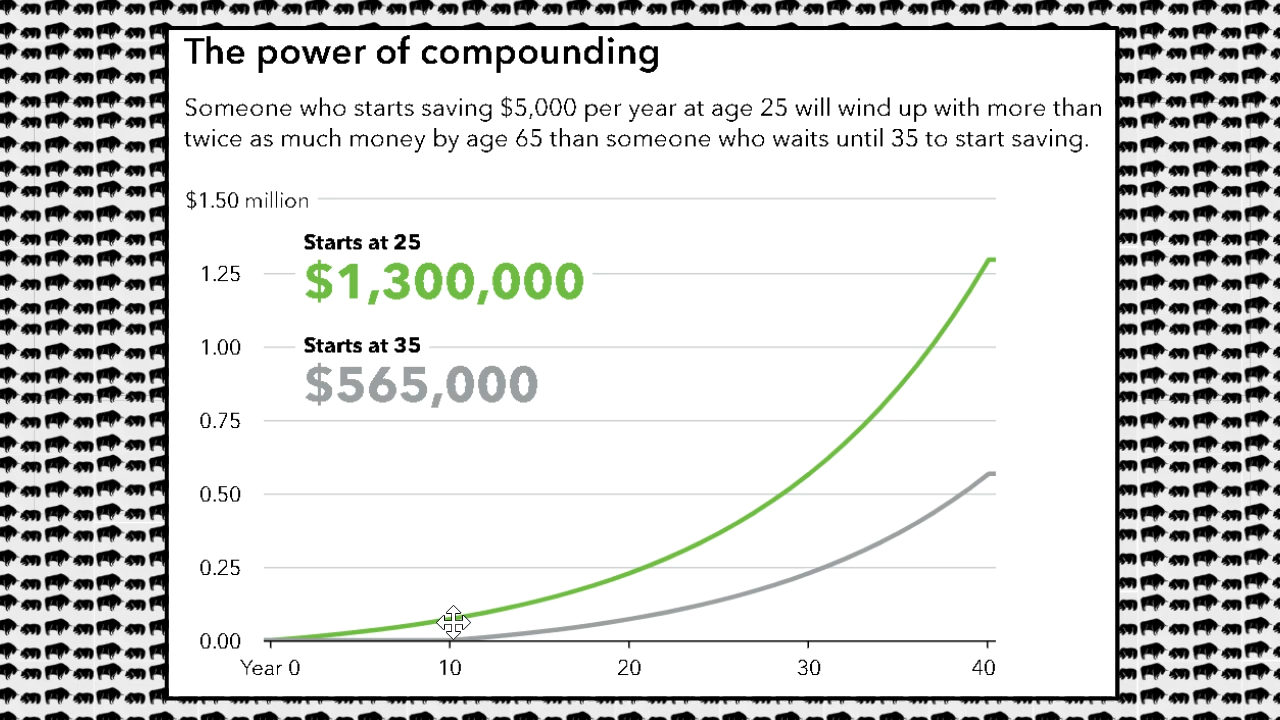 The power of compounding
Someone who starts saving $5,000 per year at age 25 will wind up with more than
twice as much money by age 65 than someone who waits until 35 to start saving.
$1.50 million
Starts at 25
1.25
$1,300,000
1.00
Starts at 35
$565,000
0.75
0.50
0.25
0.00
Year 0 10 20 30 40